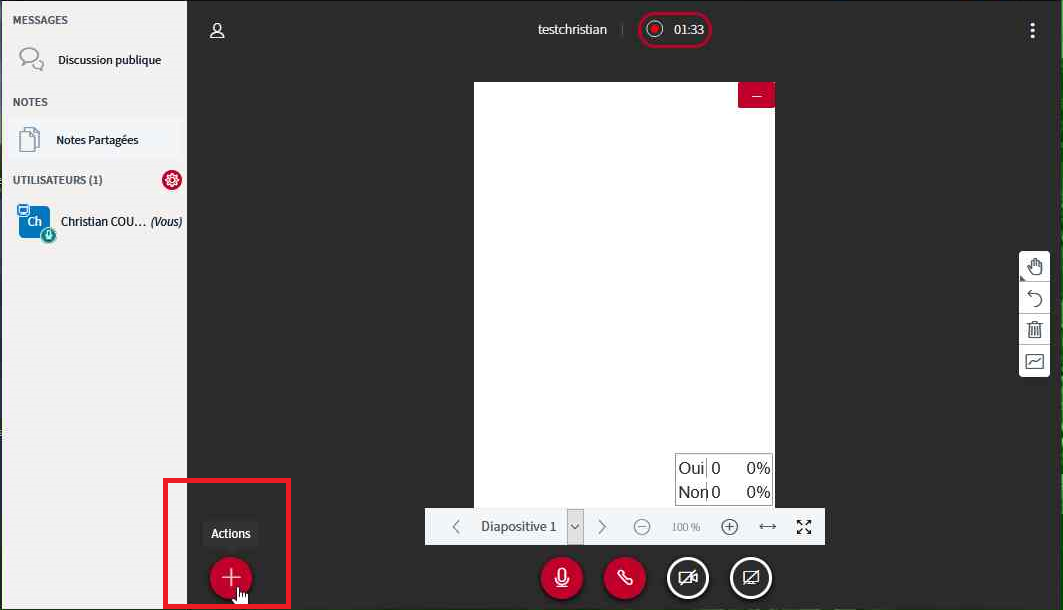 MESSAGES
Discussion publique
NOTES
Notes Partagées
UTILISATEURS (1)
Ch
Christian COU... (Vous)
testchristian
01:33
Oui 0 0%
Non 0 0%
Diapositive 1
100 %
Actions